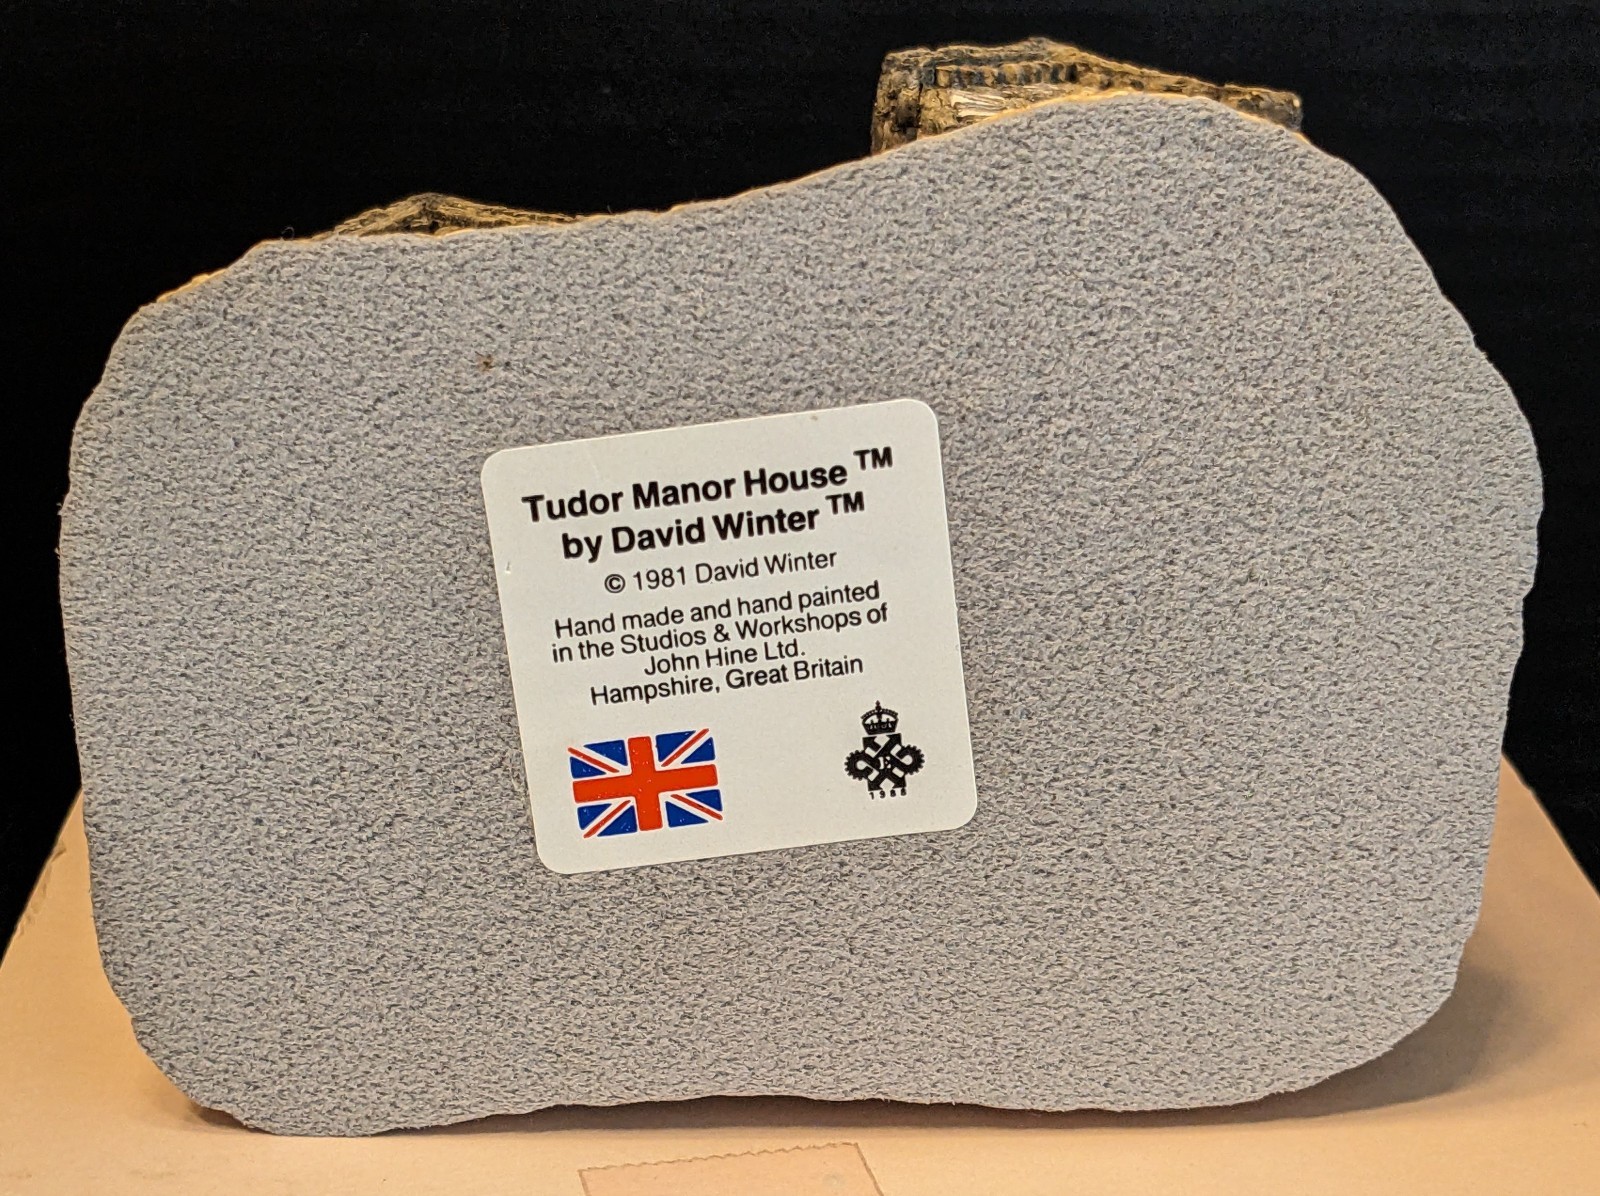 Tudor Manor House ™
by David Winter ™
© 1981 David Winter
Hand made and hand painted
in the Studios & Workshops of
John Hine Ltd.
Hampshire, Great Britain
E
1988